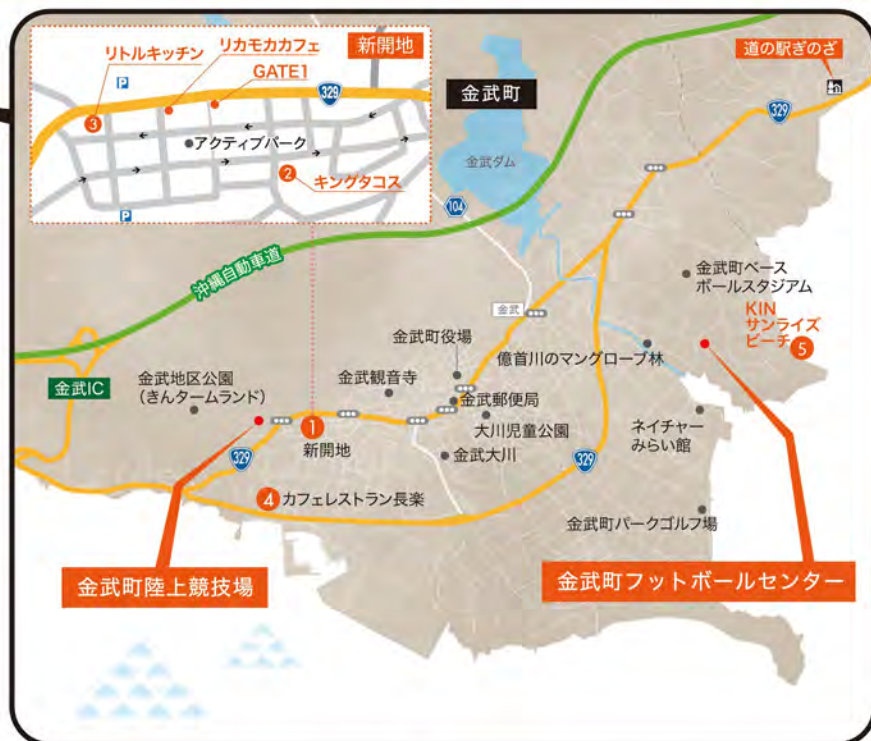 リトルキッチン
リカモカカフェ
GATE1
新開地
329
P
3
アクティブパーク
2
キングタコス
P
金武町
道の駅ぎのざ
329
金武ダム
104
沖縄自動車道
金武町ベース
ボールスタジアム
KIN
サンライズ
ビーチ
5
金武
金武町役場
億首川のマングローブ林
金武IC
金武地区公園
(きんタームランド)
金武観音寺
金武郵便局
大川児童公園
ネイチャー
みらい館
1
新開地
329
金武大川
329
4
カフェレストラン長楽
金武町パークゴルフ場
金武町陸上競技場
金武町フットボールセンター